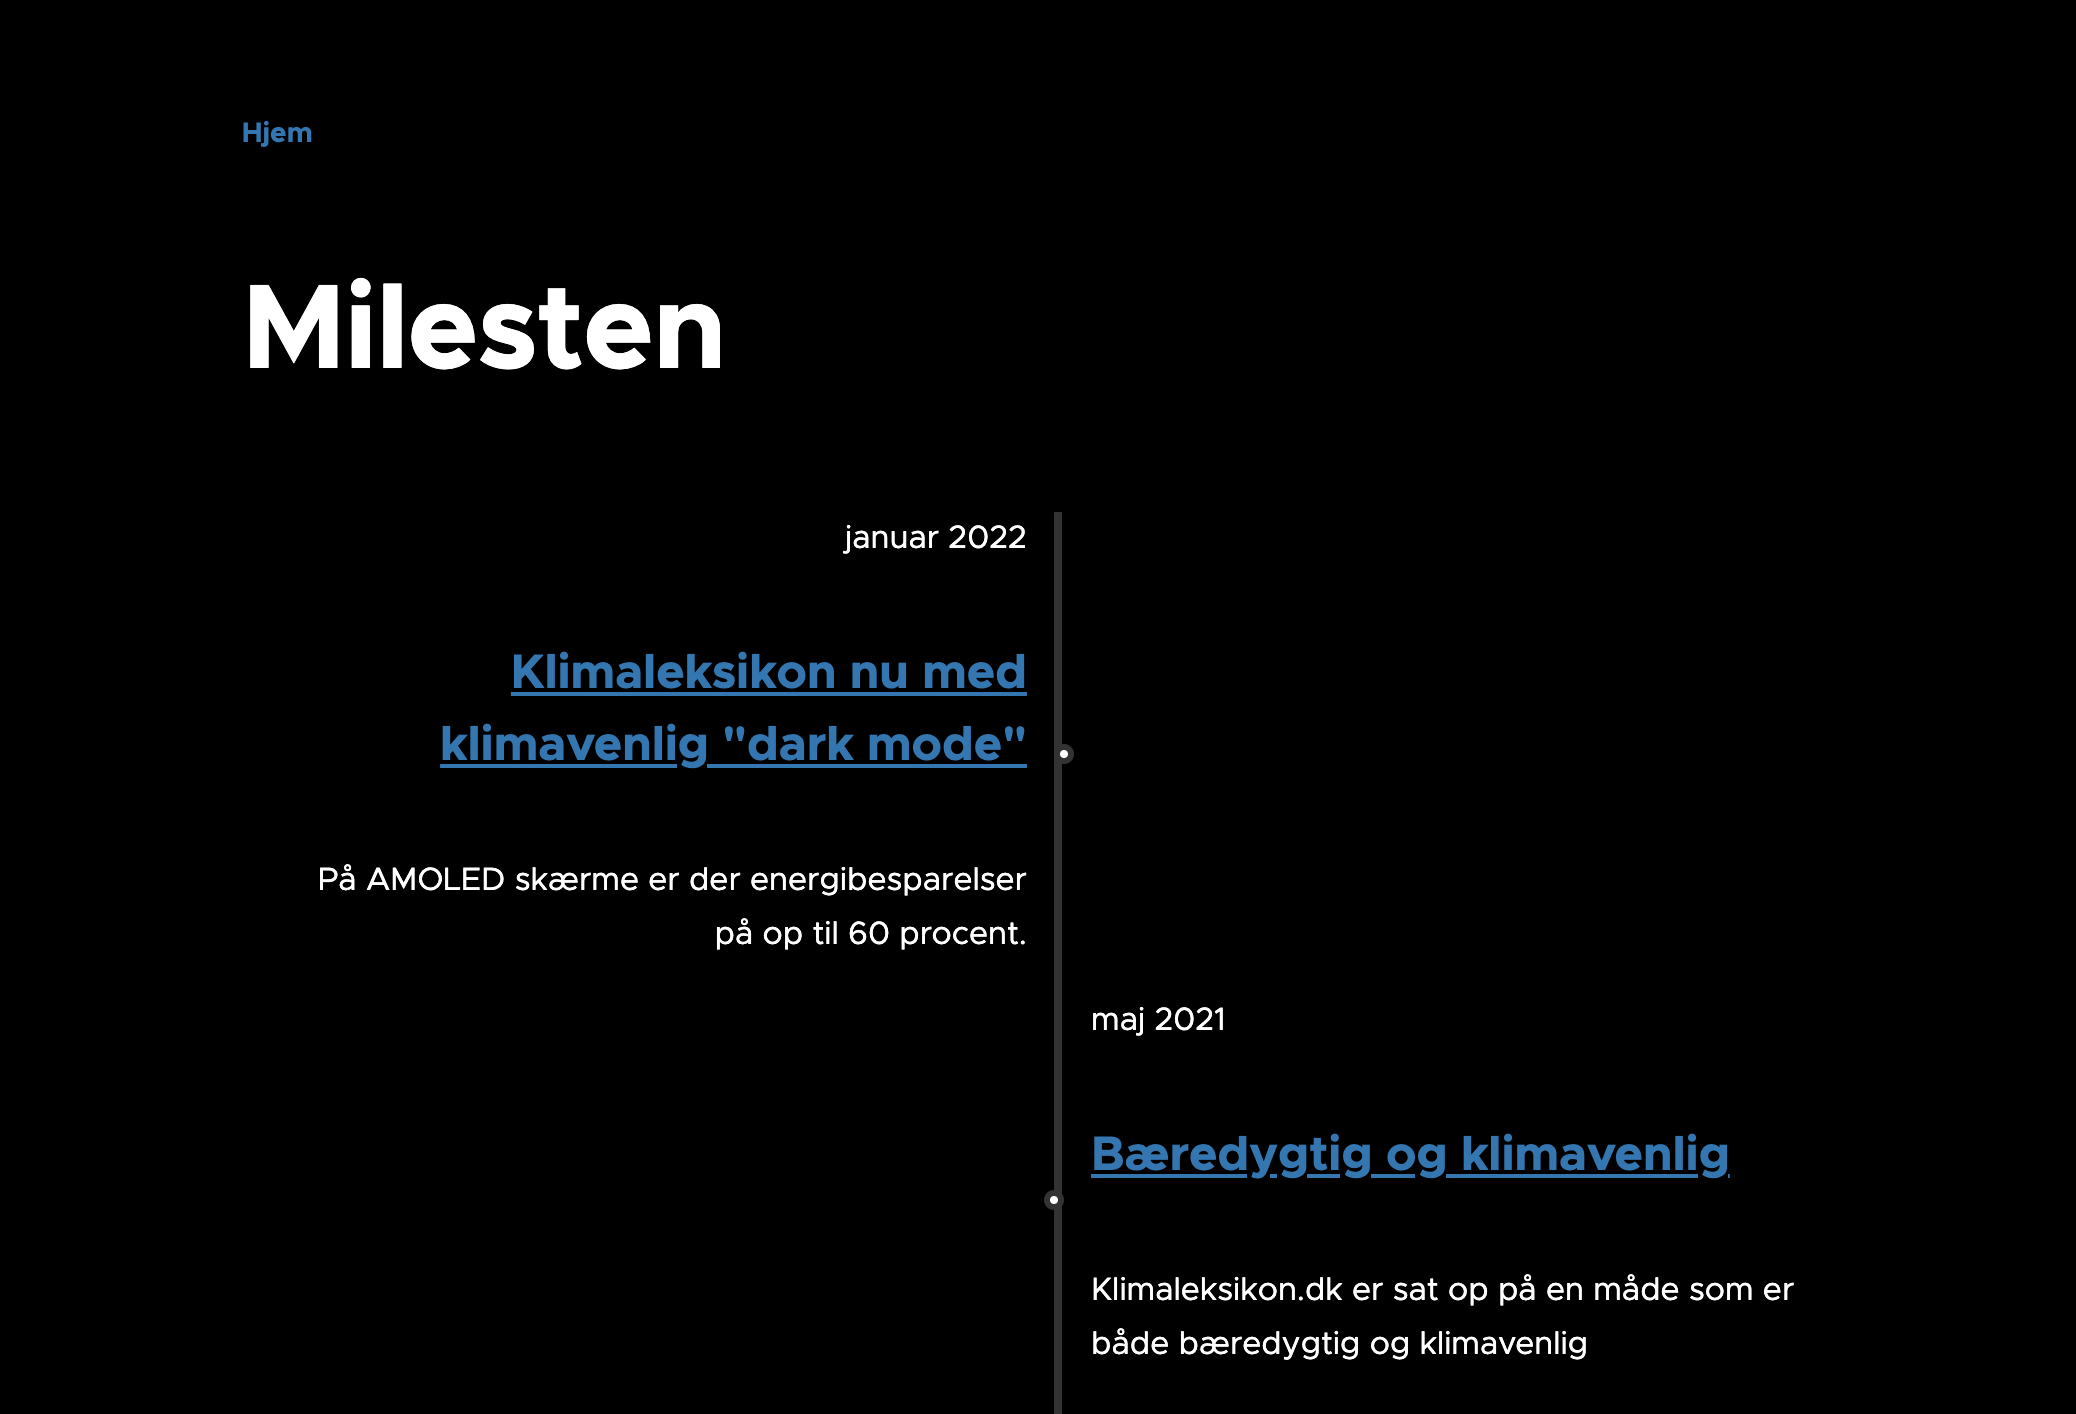 Hjem
Milesten
januar 2022
Klimaleksikon nu med
klimavenlig "dark mode"
På AMOLED skærme er der energibesparelser
på op til 60 procent.
maj 2021
Bæredygtig og klimavenlig
Klimaleksikon.dk er sat op på en måde som er
både bæredygtig og klimavenlig